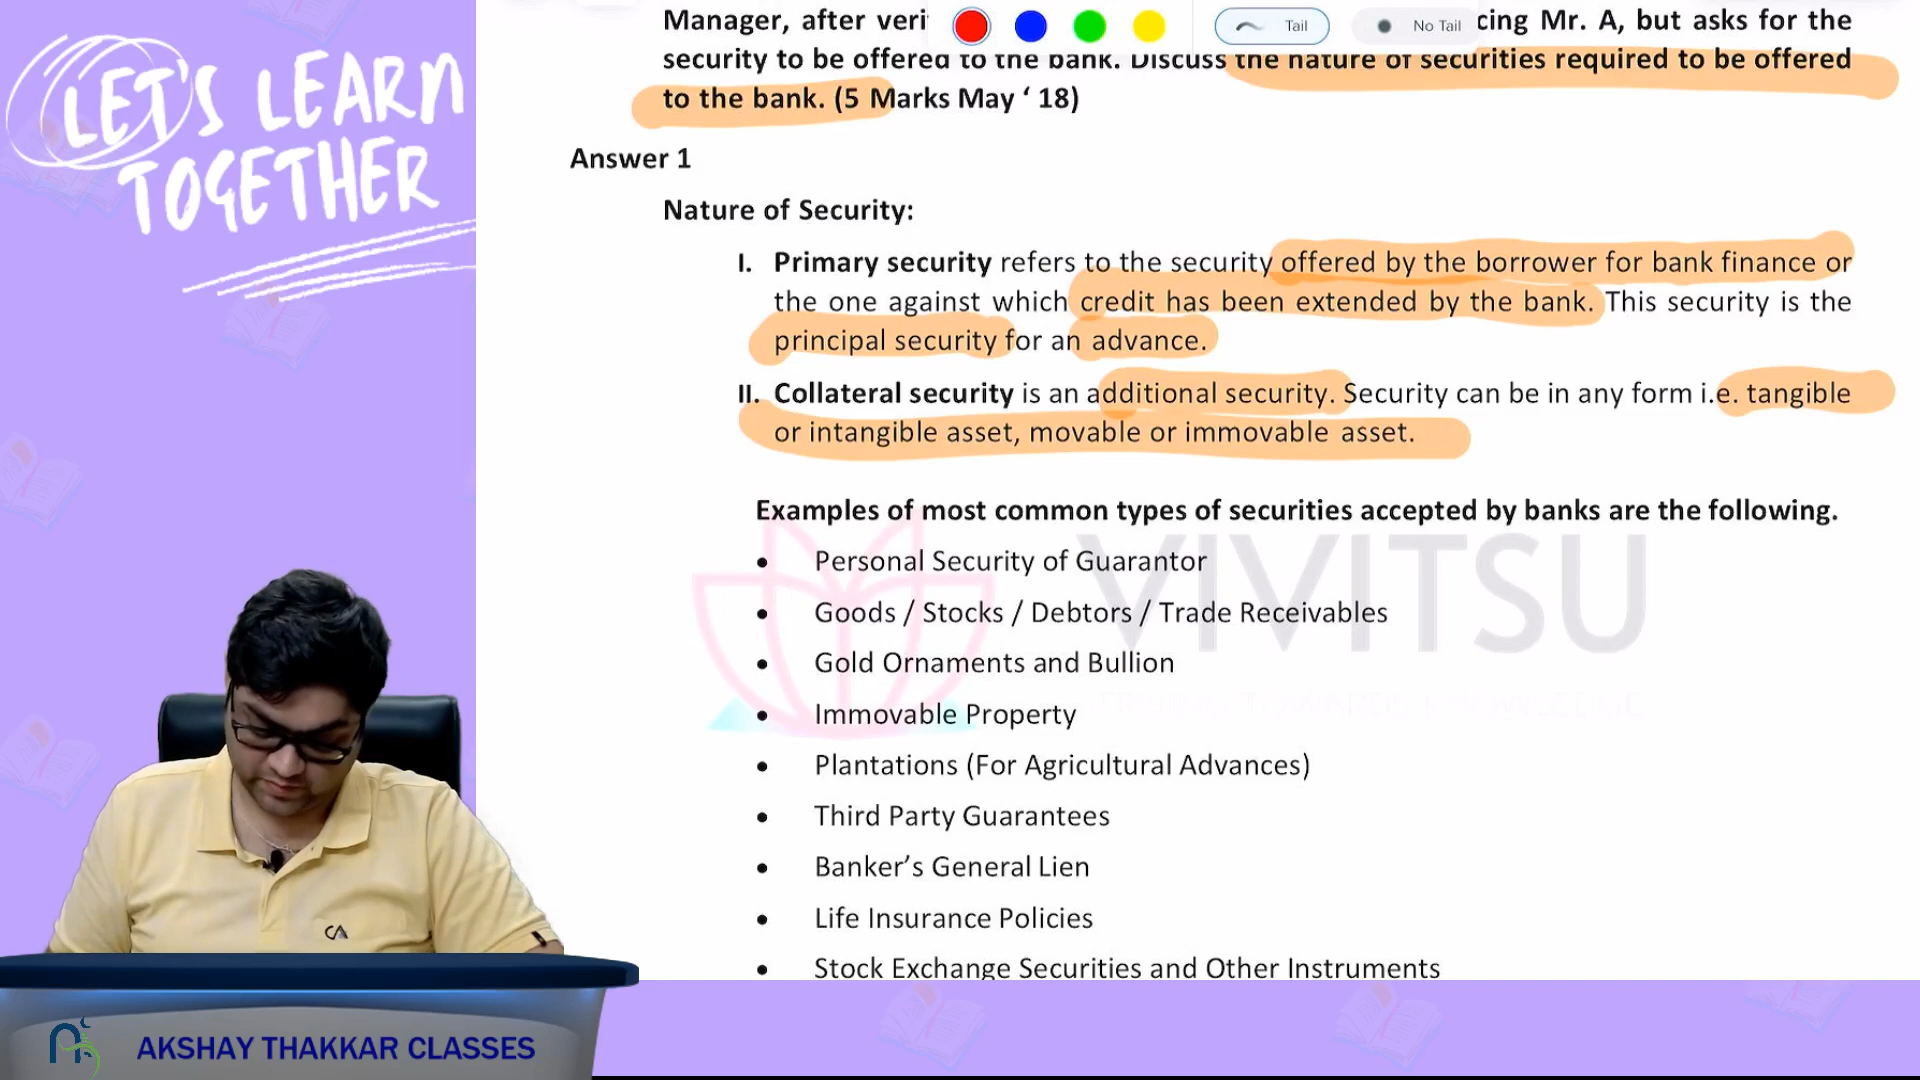 LET'S LEARN
TOGETHER
Manager, after veri
Tail
No Tail
cing Mr. A, but asks for the
security to be offered to the bank. Discuss the nature of securities required to be offered
to the bank. (5 Marks May ‘ 18)
Answer 1
Nature of Security:
I. Primary security refers to the security offered by the borrower for bank finance or
the one against which credit has been extended by the bank. This security is the
principal security for an advance.
II. Collateral security is an additional security. Security can be in any form i.e. tangible
or intangible asset, movable or immovable asset.
Examples of most common types of securities accepted by banks are the following.
• Personal Security of Guarantor
• Goods / Stocks / Debtors / Trade Receivables
• Gold Ornaments and Bullion
• Immovable Property
• Plantations (For Agricultural Advances)
• Third Party Guarantees
• Banker’s General Lien
• Life Insurance Policies
• Stock Exchange Securities and Other Instruments
VIVITSU
CA
AKSHAY THAKKAR CLASSES